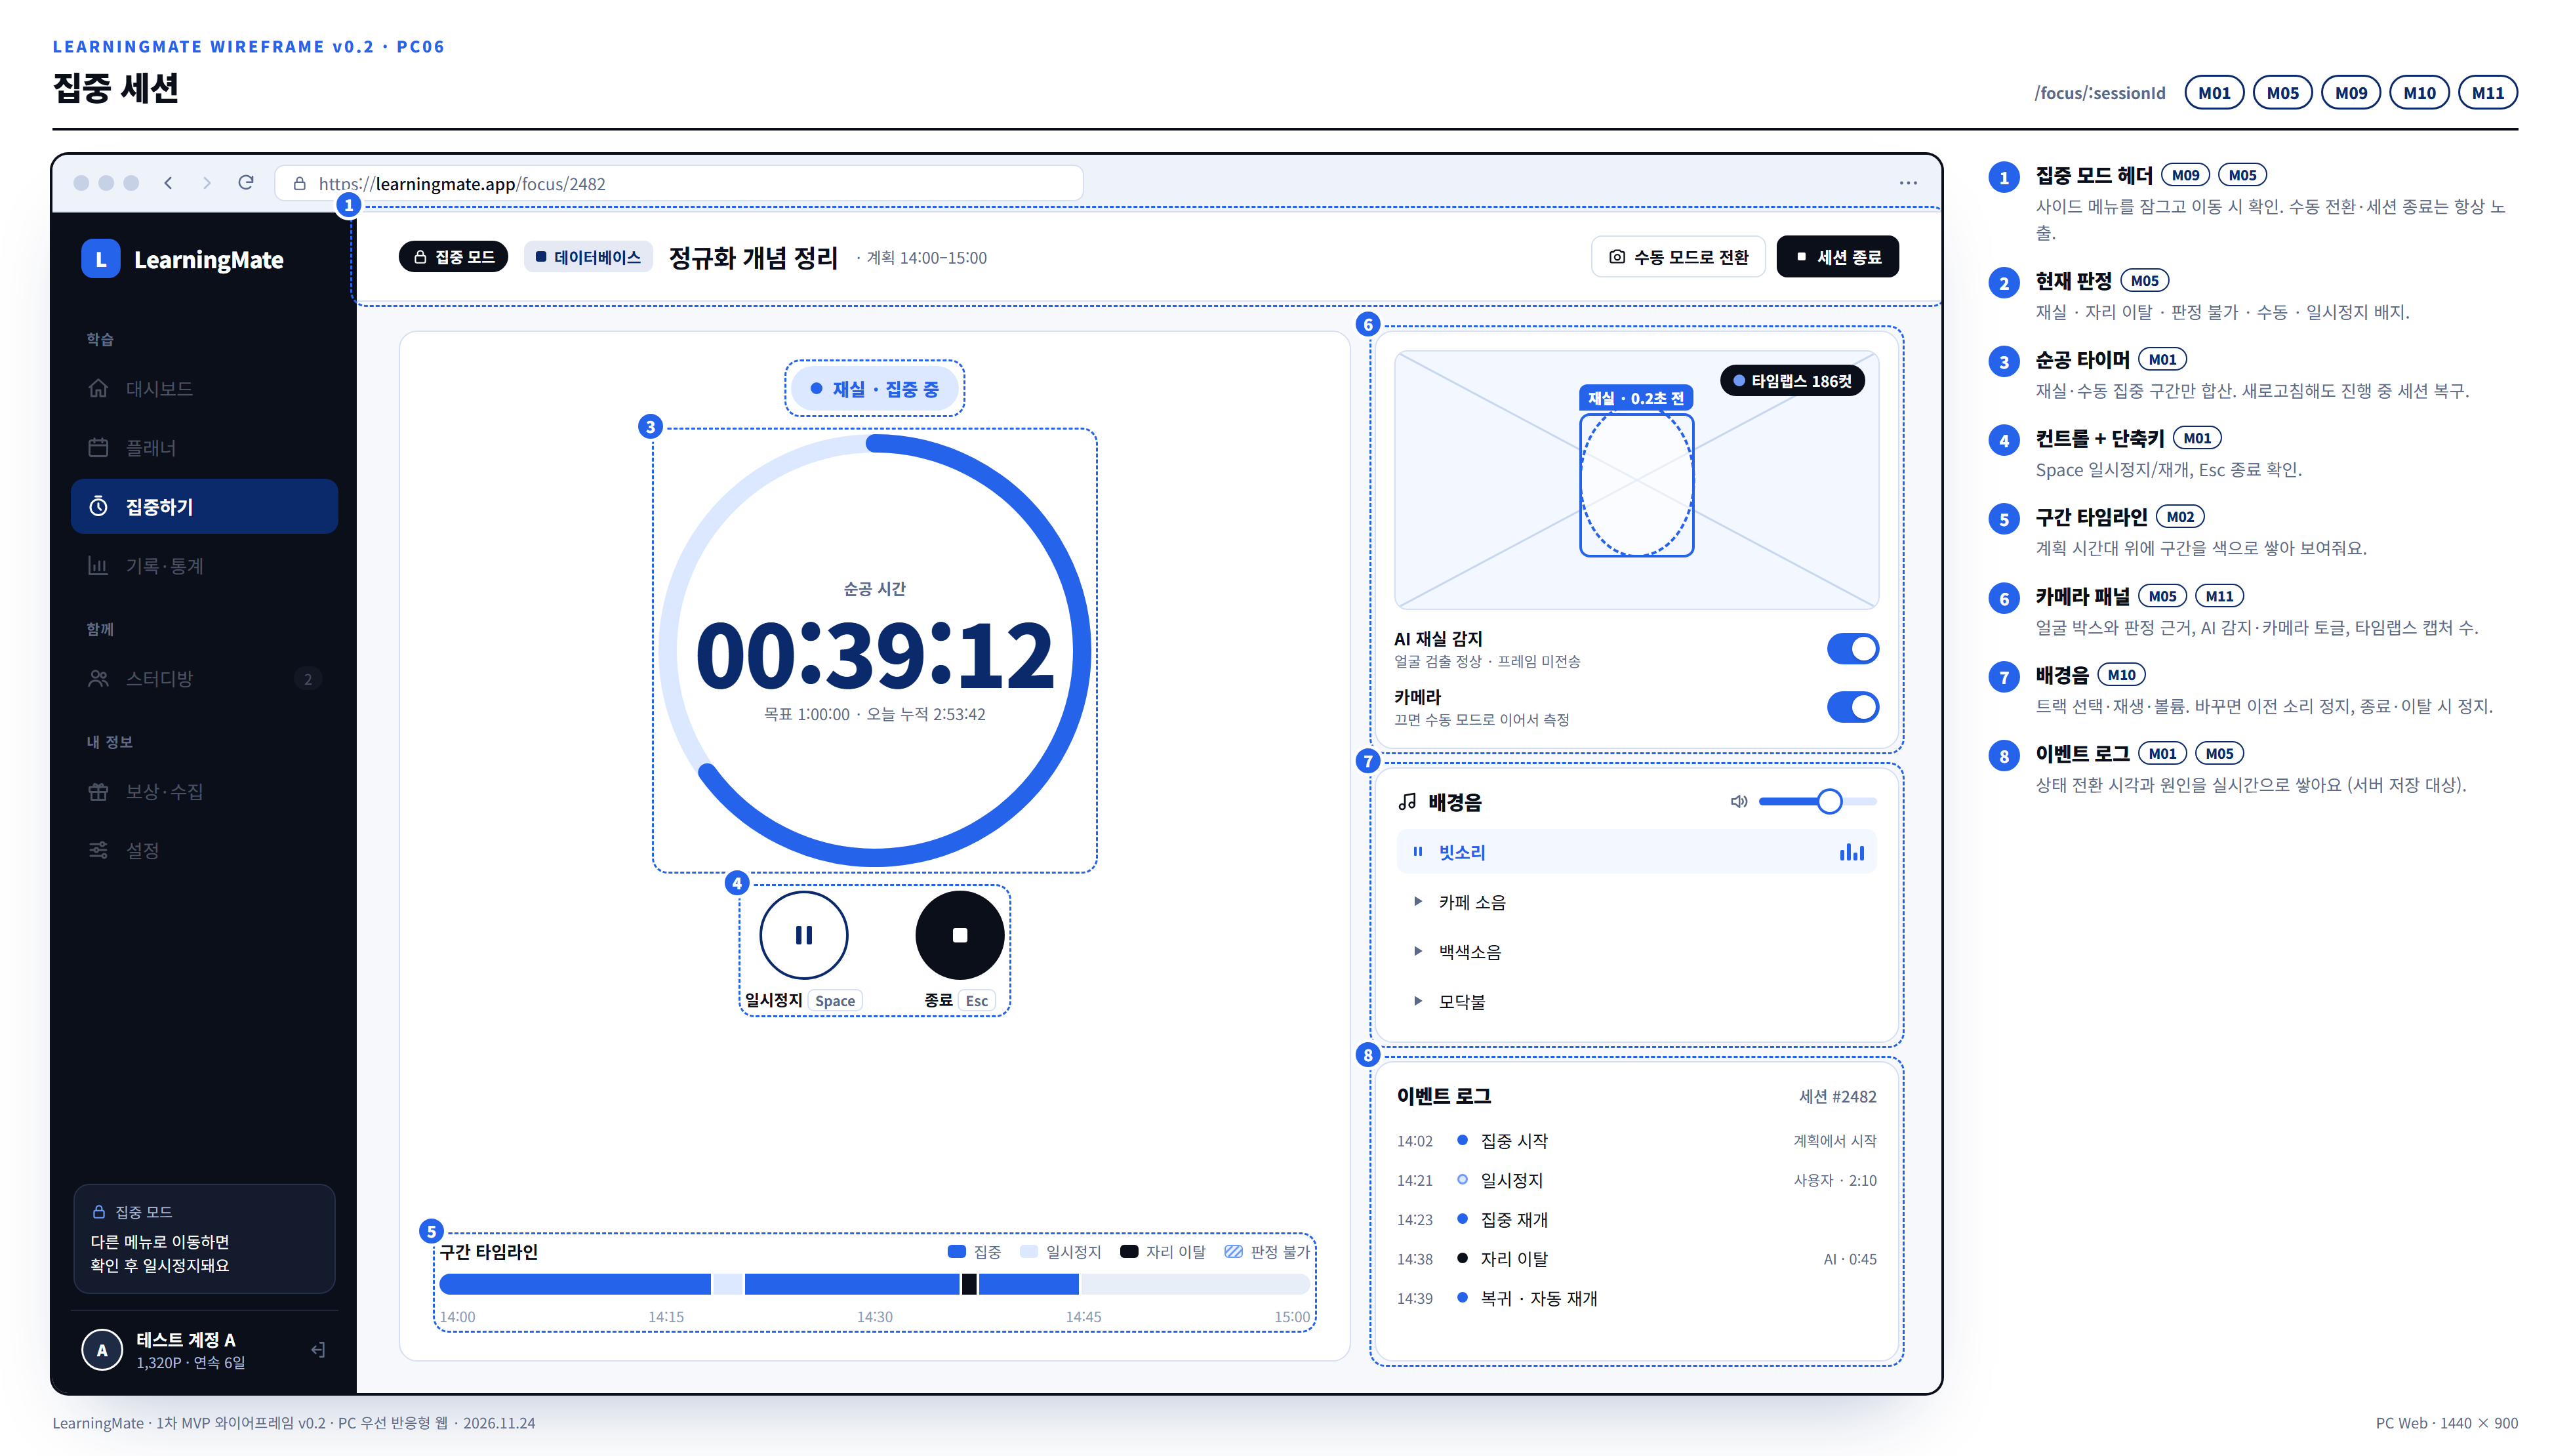 LEARNINGMATE WIREFRAME v0.2 · PC06
집중 세션
/focus/:sessionId M01 M05 M09 M10 M11
https://learningmate.app/focus/2482
1
L LearningMate
학습
대시보드
플래너
집중하기
기록·통계
함께
스터디방 2
내 정보
보상·수집
설정
집중 모드
다른 메뉴로 이동하면
확인 후 일시정지돼요
A 테스트 계정 A
1,320P · 연속 6일
집중 모드 데이터베이스 정규화 개념 정리 · 계획 14:00–15:00 수동 모드로 전환 세션 종료
재실 · 집중 중
3
순공 시간
00:39:12
목표 1:00:00 · 오늘 누적 2:53:42
4
일시정지 Space 종료 Esc
5
구간 타임라인 집중 일시정지 자리 이탈 판정 불가
14:00 14:15 14:30 14:45 15:00
6
타임랩스 186컷
재실 · 0.2초 전
AI 재실 감지
얼굴 검출 정상 · 프레임 미전송
카메라
끄면 수동 모드로 이어서 측정
7
배경음
빗소리
카페 소음
백색소음
모닥불
8
이벤트 로그 세션 #2482
14:02 집중 시작 계획에서 시작
14:21 일시정지 사용자 · 2:10
14:23 집중 재개
14:38 자리 이탈 AI · 0:45
14:39 복귀 · 자동 재개
1 집중 모드 헤더 M09 M05
사이드 메뉴를 잠그고 이동 시 확인. 수동 전환·세션 종료는 항상 노
출.
2 현재 판정 M05
재실 · 자리 이탈 · 판정 불가 · 수동 · 일시정지 배지.
3 순공 타이머 M01
재실·수동 집중 구간만 합산. 새로고침해도 진행 중 세션 복구.
4 컨트롤 + 단축키 M01
Space 일시정지/재개, Esc 종료 확인.
5 구간 타임라인 M02
계획 시간대 위에 구간을 색으로 쌓아 보여줘요.
6 카메라 패널 M05 M11
얼굴 박스와 판정 근거, AI 감지·카메라 토글, 타임랩스 캡처 수.
7 배경음 M10
트랙 선택·재생·볼륨. 바꾸면 이전 소리 정지, 종료·이탈 시 정지.
8 이벤트 로그 M01 M05
상태 전환 시각과 원인을 실시간으로 쌓아요 (서버 저장 대상).
LearningMate · 1차 MVP 와이어프레임 v0.2 · PC 우선 반응형 웹 · 2026.11.24
PC Web · 1440 × 900